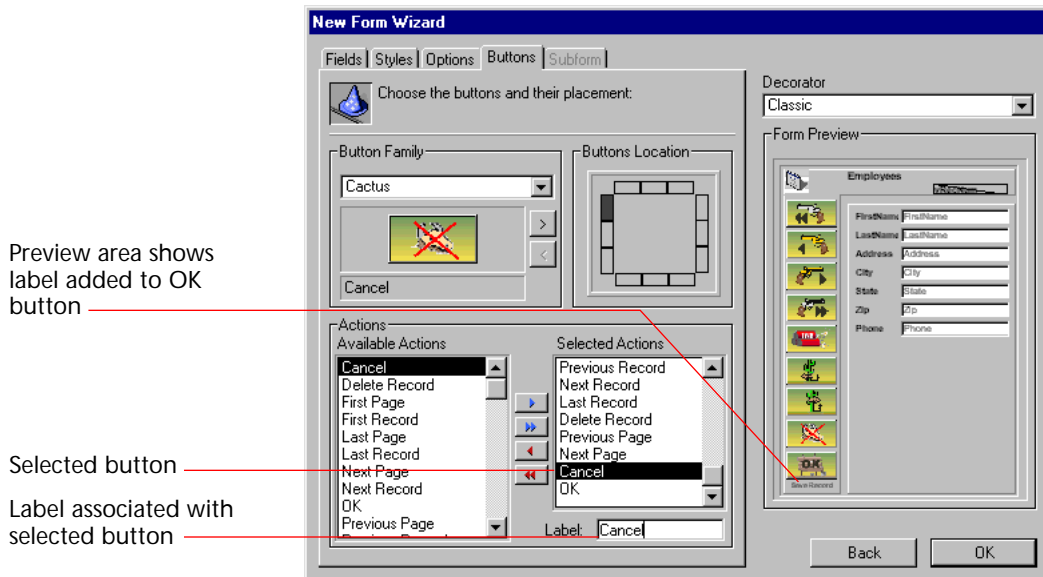 New Form Wizard
Fields Styles Options Buttons Subform
Choose the buttons and their placement:
Decorator
Classic
Button Family
Cactus
Cancel
Buttons Location
Form Preview
Employees
FirstName FirstName
LastName LastName
Address Address
City City
State State
Zip Zip
Phone Phone
OK
Save Record
Preview area shows
label added to OK
button
Actions
Available Actions
Cancel
Delete Record
First Page
First Record
Last Page
Last Record
Next Page
Next Record
OK
Previous Page
Selected Actions
Previous Record
Next Record
Last Record
Delete Record
Previous Page
Next Page
Cancel
OK
Label: Cancel
Selected button
Label associated with
selected button
Back OK